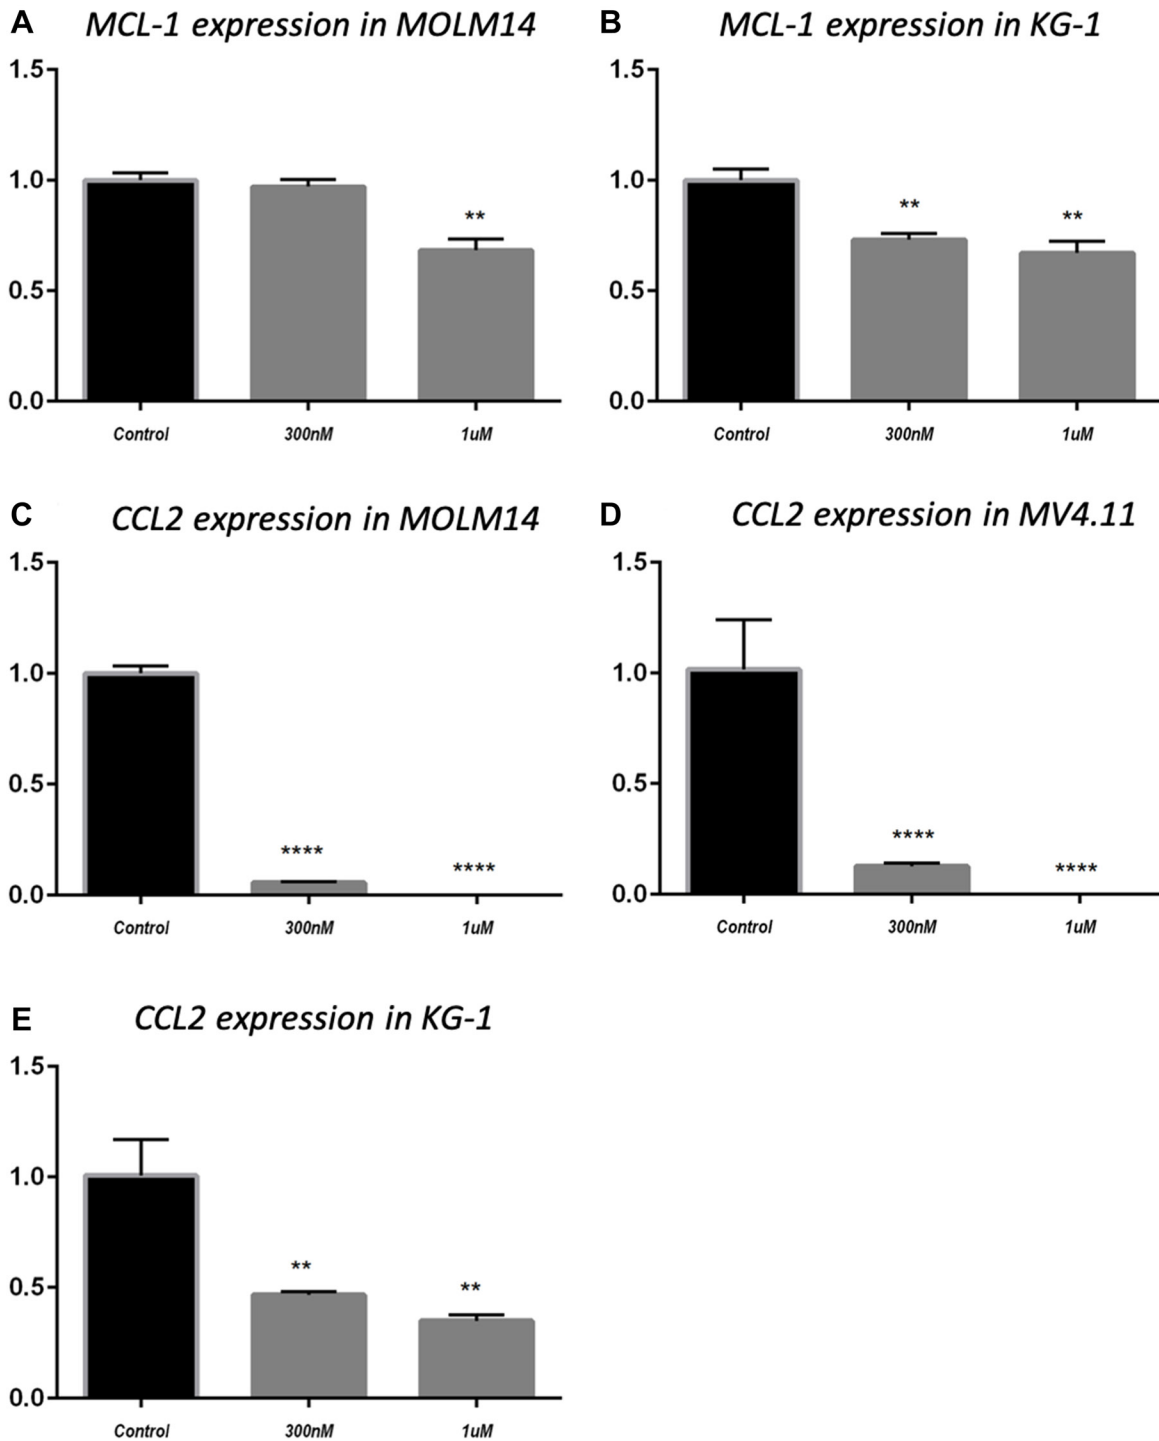 A MCL-1 expression in MOLM14
1.5
1.0
0.5
0.0
**
Control 300nM 1uM
B MCL-1 expression in KG-1
1.5
1.0
0.5
0.0
** **
Control 300nM 1uM
C CCL2 expression in MOLM14
1.5
1.0
0.5
0.0
**** ****
Control 300nM 1uM
D CCL2 expression in MV4.11
1.5
1.0
0.5
0.0
**** ****
Control 300nM 1uM
E CCL2 expression in KG-1
1.5
1.0
0.5
0.0
** **
Control 300nM 1uM